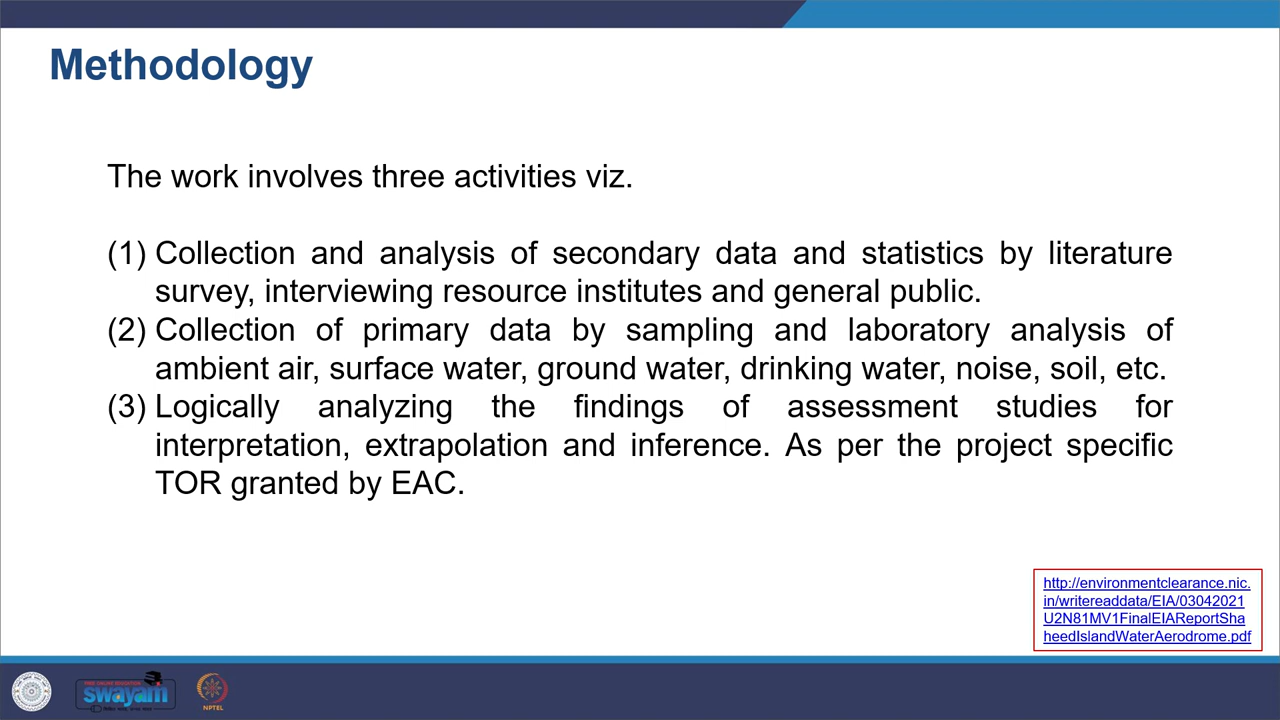 Methodology
The work involves three activities viz.
(1) Collection and analysis of secondary data and statistics by literature
survey, interviewing resource institutes and general public.
(2) Collection of primary data by sampling and laboratory analysis of
ambient air, surface water, ground water, drinking water, noise, soil, etc.
(3) Logically analyzing the findings of assessment studies for
interpretation, extrapolation and inference. As per the project specific
TOR granted by EAC.
http://environmentclearance.nic.
in/writereaddata/EIA/03042021
U2N81MV1FinalEIAReportSha
heedIslandWaterAerodrome.pdf
swayam
NPTEL